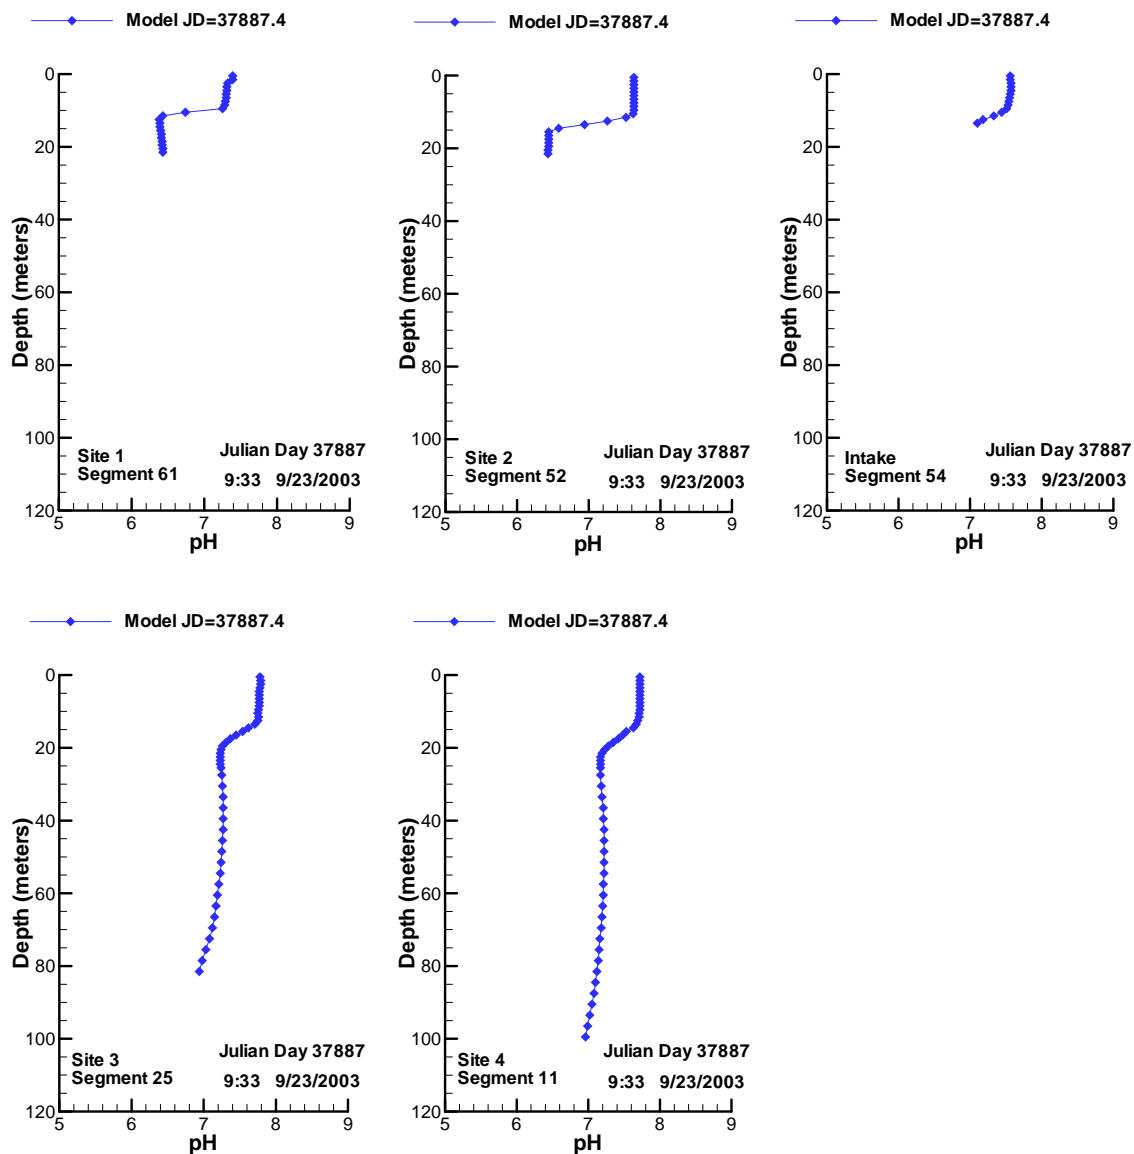 Model JD=37887.4
Model JD=37887.4
Model JD=37887.4
0
20
40
60
80
100
120
Depth (meters)
Site 1
Segment 61
Julian Day 37887
9:33 9/23/2003
5 6 7 8 9
pH
0
20
40
60
80
100
120
Depth (meters)
Site 2
Segment 52
Julian Day 37887
9:33 9/23/2003
5 6 7 8 9
pH
0
20
40
60
80
100
120
Depth (meters)
Intake
Segment 54
Julian Day 37887
9:33 9/23/2003
5 6 7 8 9
pH
Model JD=37887.4
Model JD=37887.4
0
20
40
60
80
100
120
Depth (meters)
Site 3
Segment 25
Julian Day 37887
9:33 9/23/2003
5 6 7 8 9
pH
0
20
40
60
80
100
120
Depth (meters)
Site 4
Segment 11
Julian Day 37887
9:33 9/23/2003
5 6 7 8 9
pH